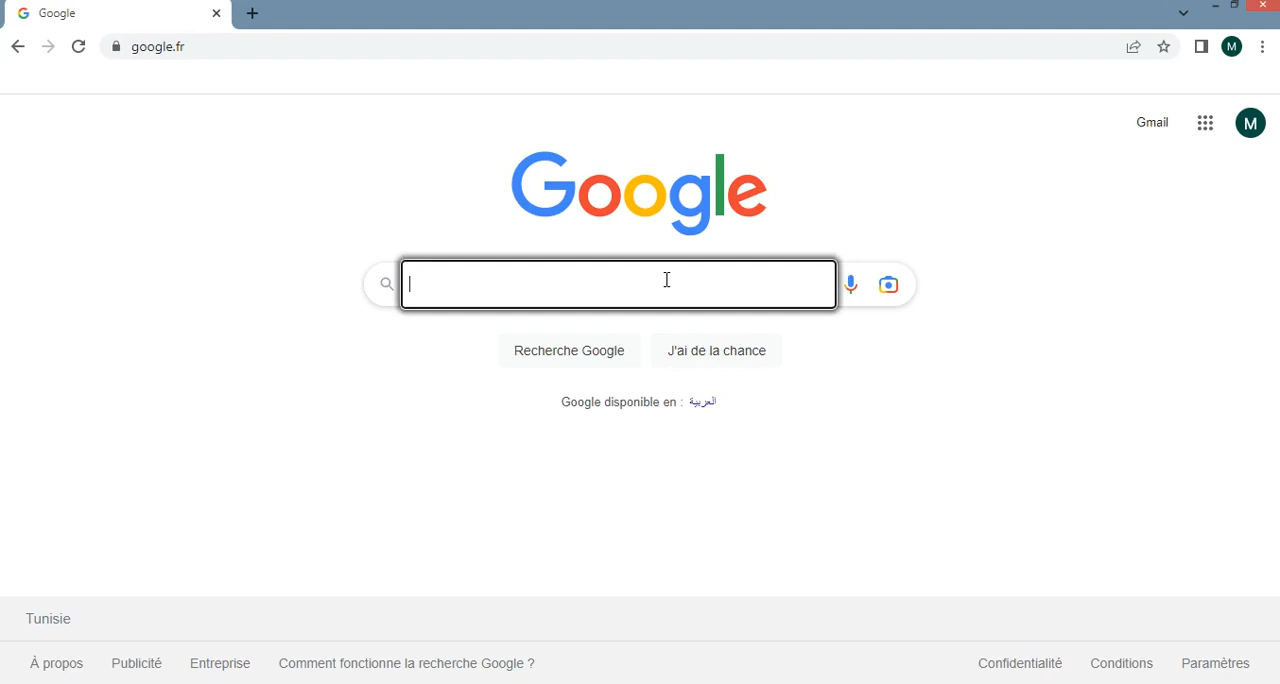 Google
google.fr
M
Gmail
M
Google
Recherche Google
J'ai de la chance
Google disponible en : العربية
Tunisie
À propos
Publicité
Entreprise
Comment fonctionne la recherche Google ?
Confidentialité
Conditions
Paramètres